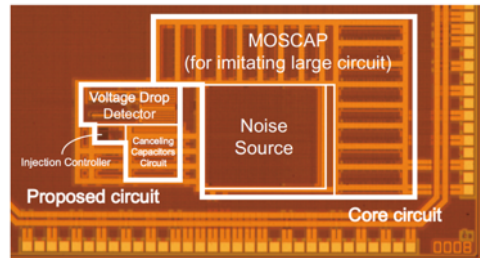 MOSCAP
(for imitating large circuit)
Voltage Drop
Detector
Noise
Source
Canceling
Capacitors
Circuit
Injection Controller
Proposed circuit
Core circuit
0008